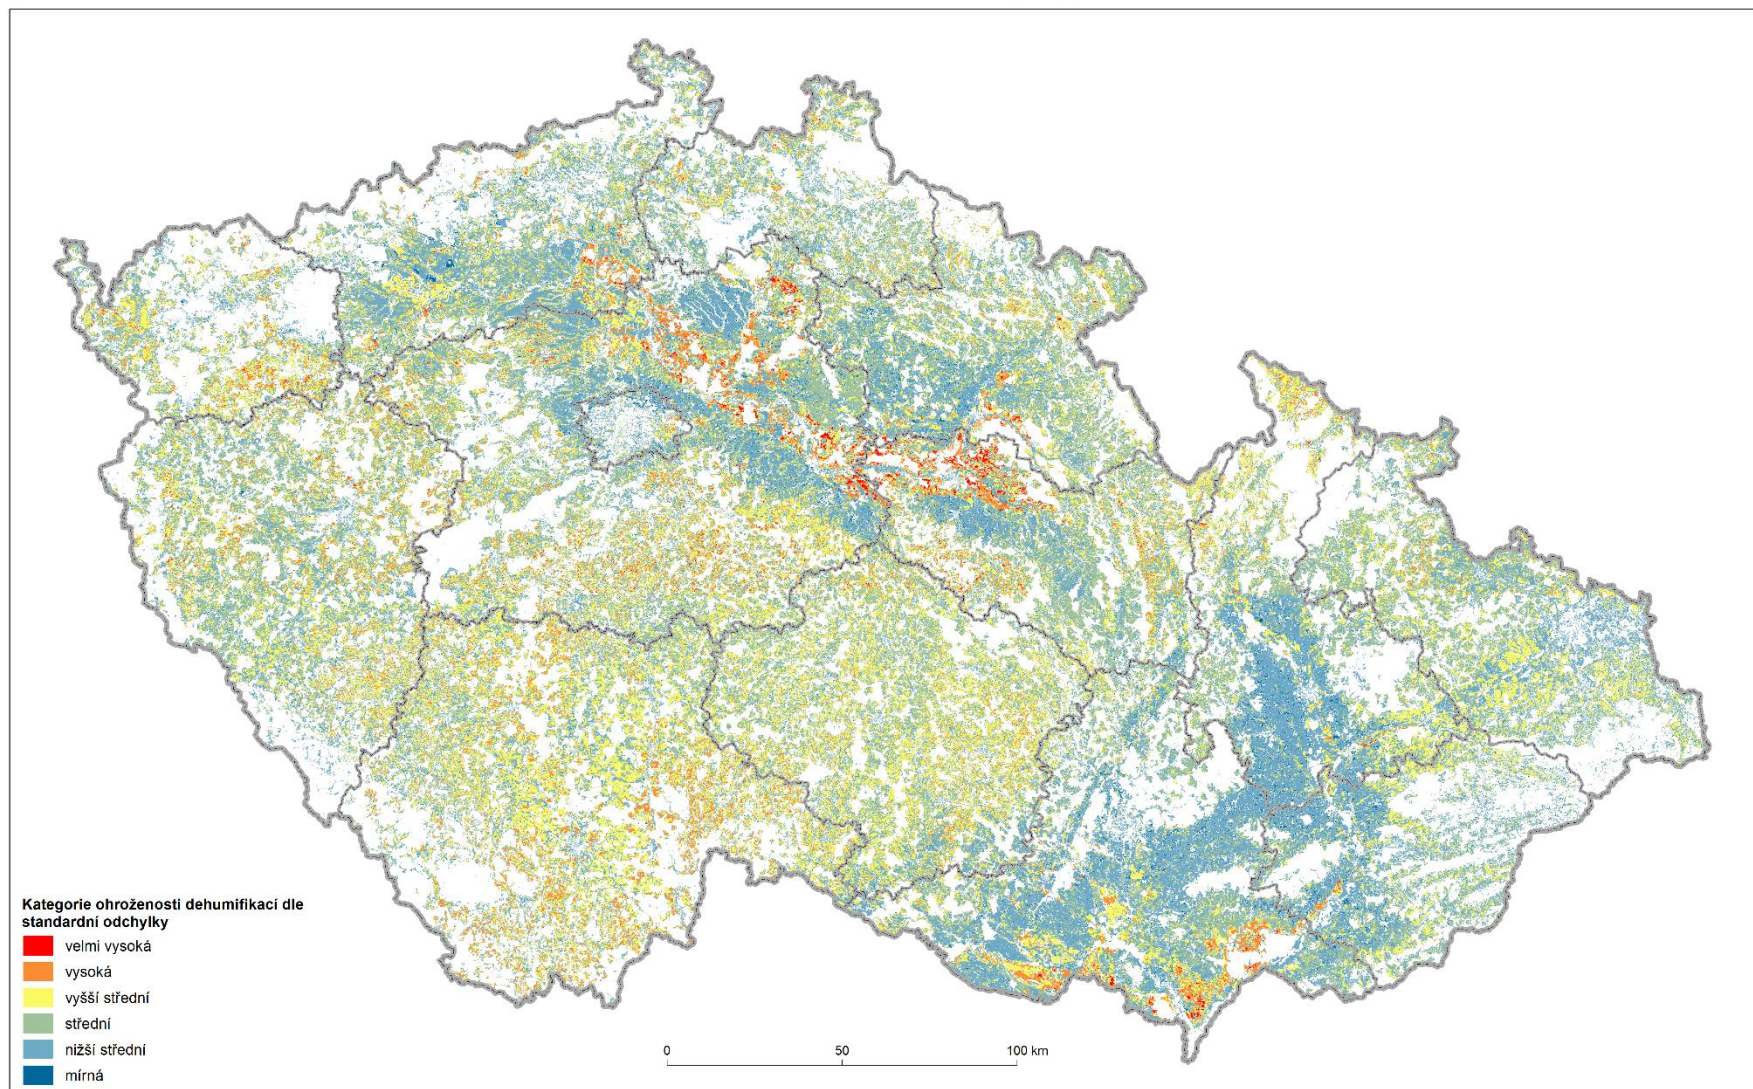 Kategorie ohroženosti dehumifikací dle
standardní odchylky
velmi vysoká
vysoká
vyšší střední
střední
nižší střední
mírná
0 50 100 km